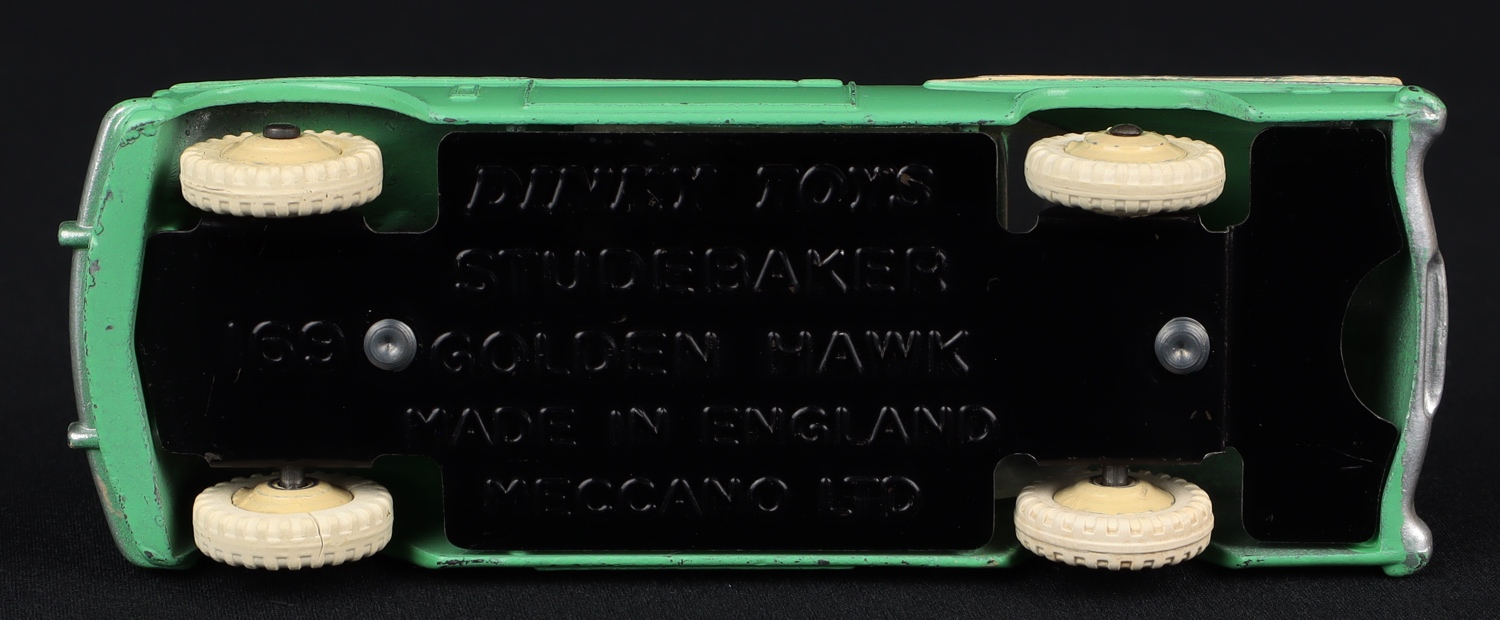 DINKY TOYS
STUDEBAKER
169 GOLDEN HAWK
MADE IN ENGLAND
MECCANO LTD